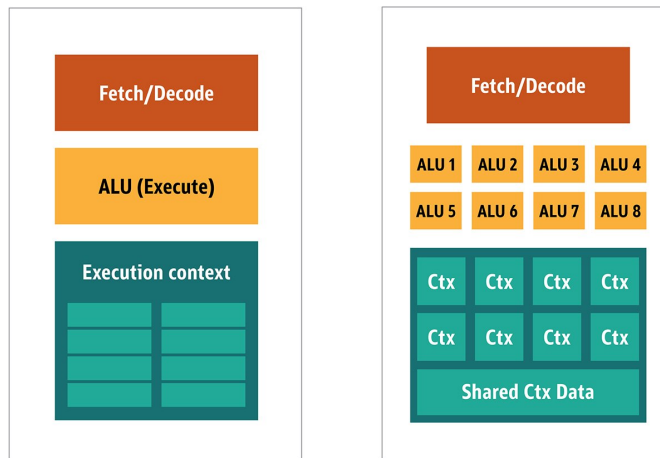 Fetch/Decode
ALU (Execute)
Execution context
Fetch/Decode
ALU 1 ALU 2 ALU 3 ALU 4
ALU 5 ALU 6 ALU 7 ALU 8
Ctx Ctx Ctx Ctx
Ctx Ctx Ctx Ctx
Shared Ctx Data